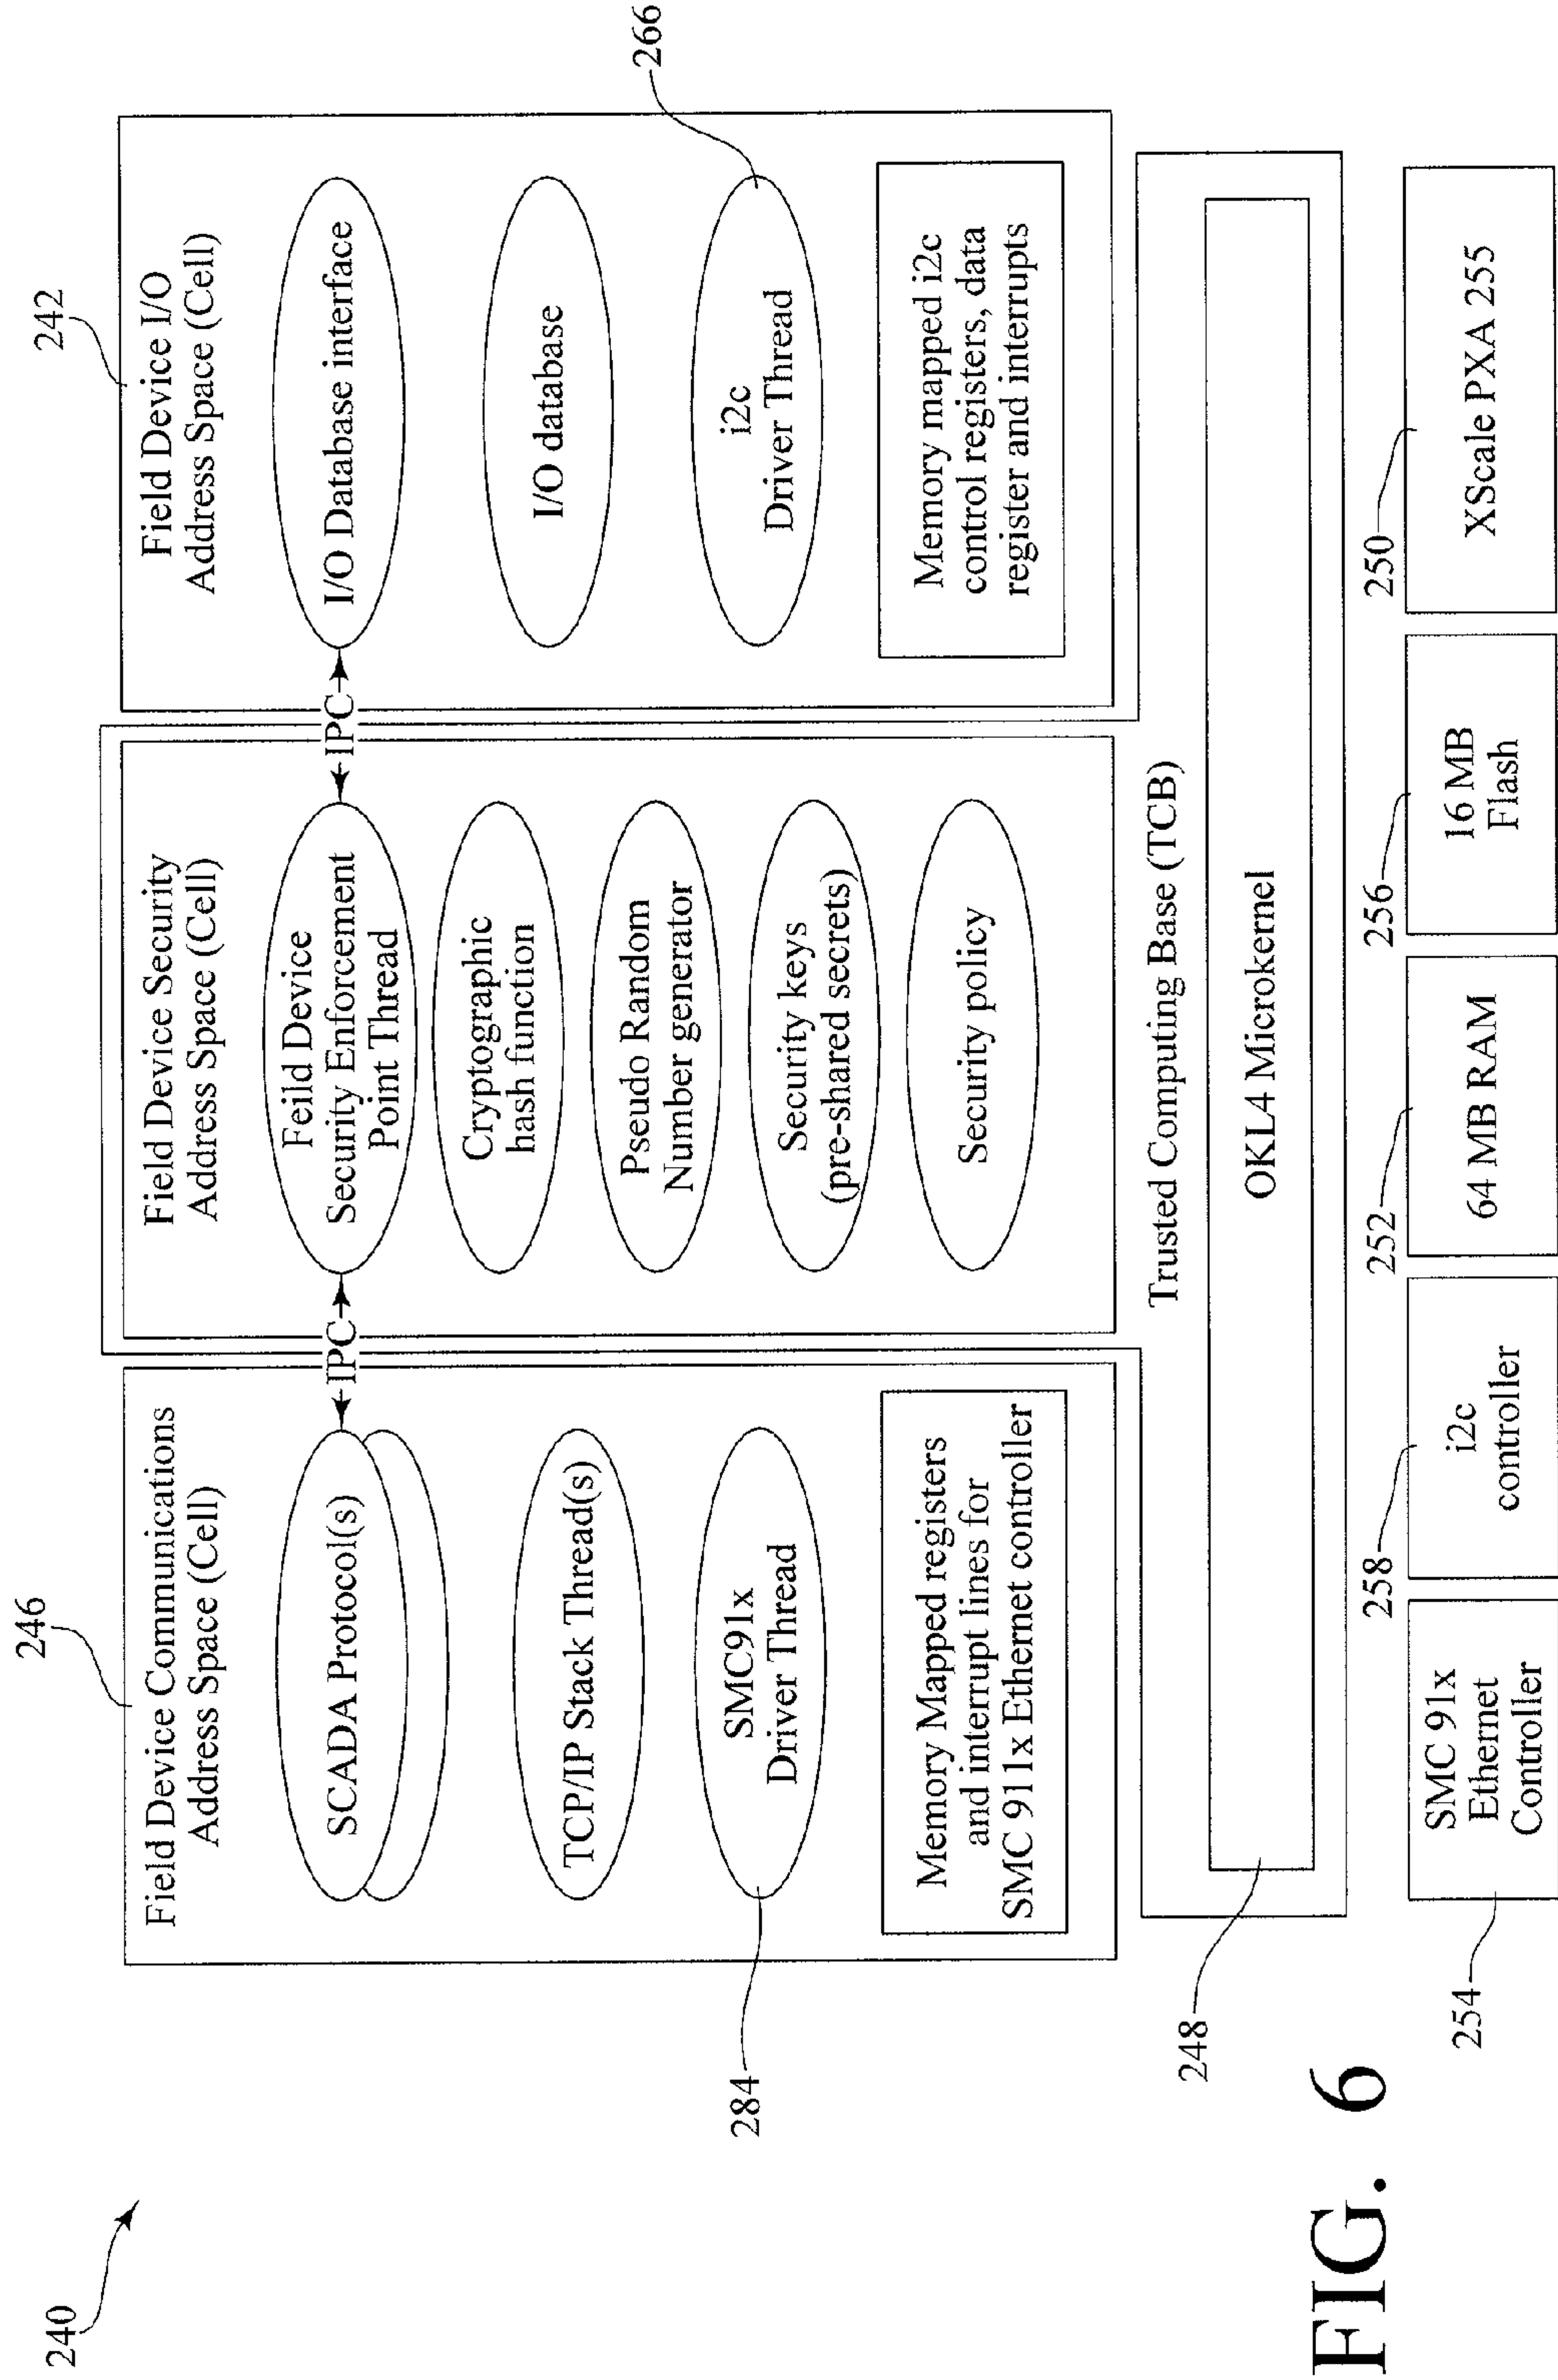 240
246
Field Device Communications
Address Space (Cell)
SCADA Protocol(s)
TCP/IP Stack Thread(s)
SMC91x
Driver Thread
284
Memory Mapped registers
and interrupt lines for
SMC 911x Ethernet controller
IPC
Field Device Security
Address Space (Cell)
Feild Device
Security Enforcement
Point Thread
Cryptographic
hash function
Pseudo Random
Number generator
Security keys
(pre-shared secrets)
Security policy
IPC
242
Field Device I/O
Address Space (Cell)
I/O Database interface
I/O database
i2c
Driver Thread
266
Memory mapped i2c
control registers, data
register and interrupts
Trusted Computing Base (TCB)
OKL4 Microkernel
248
254
SMC 91x
Ethernet
Controller
258
i2c
controller
252
64 MB RAM
256
16 MB
Flash
250
XScale PXA 255
FIG. 6